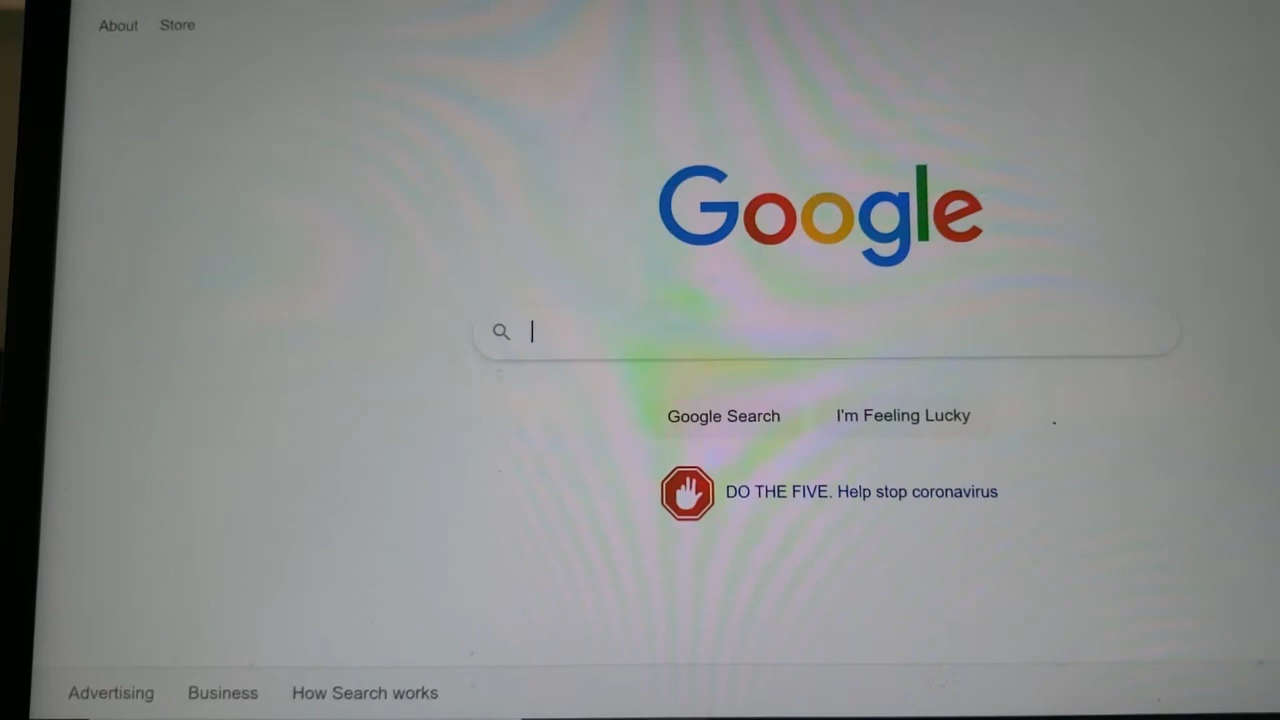 About Store
Google
Google Search I'm Feeling Lucky
DO THE FIVE. Help stop coronavirus
Advertising Business How Search works